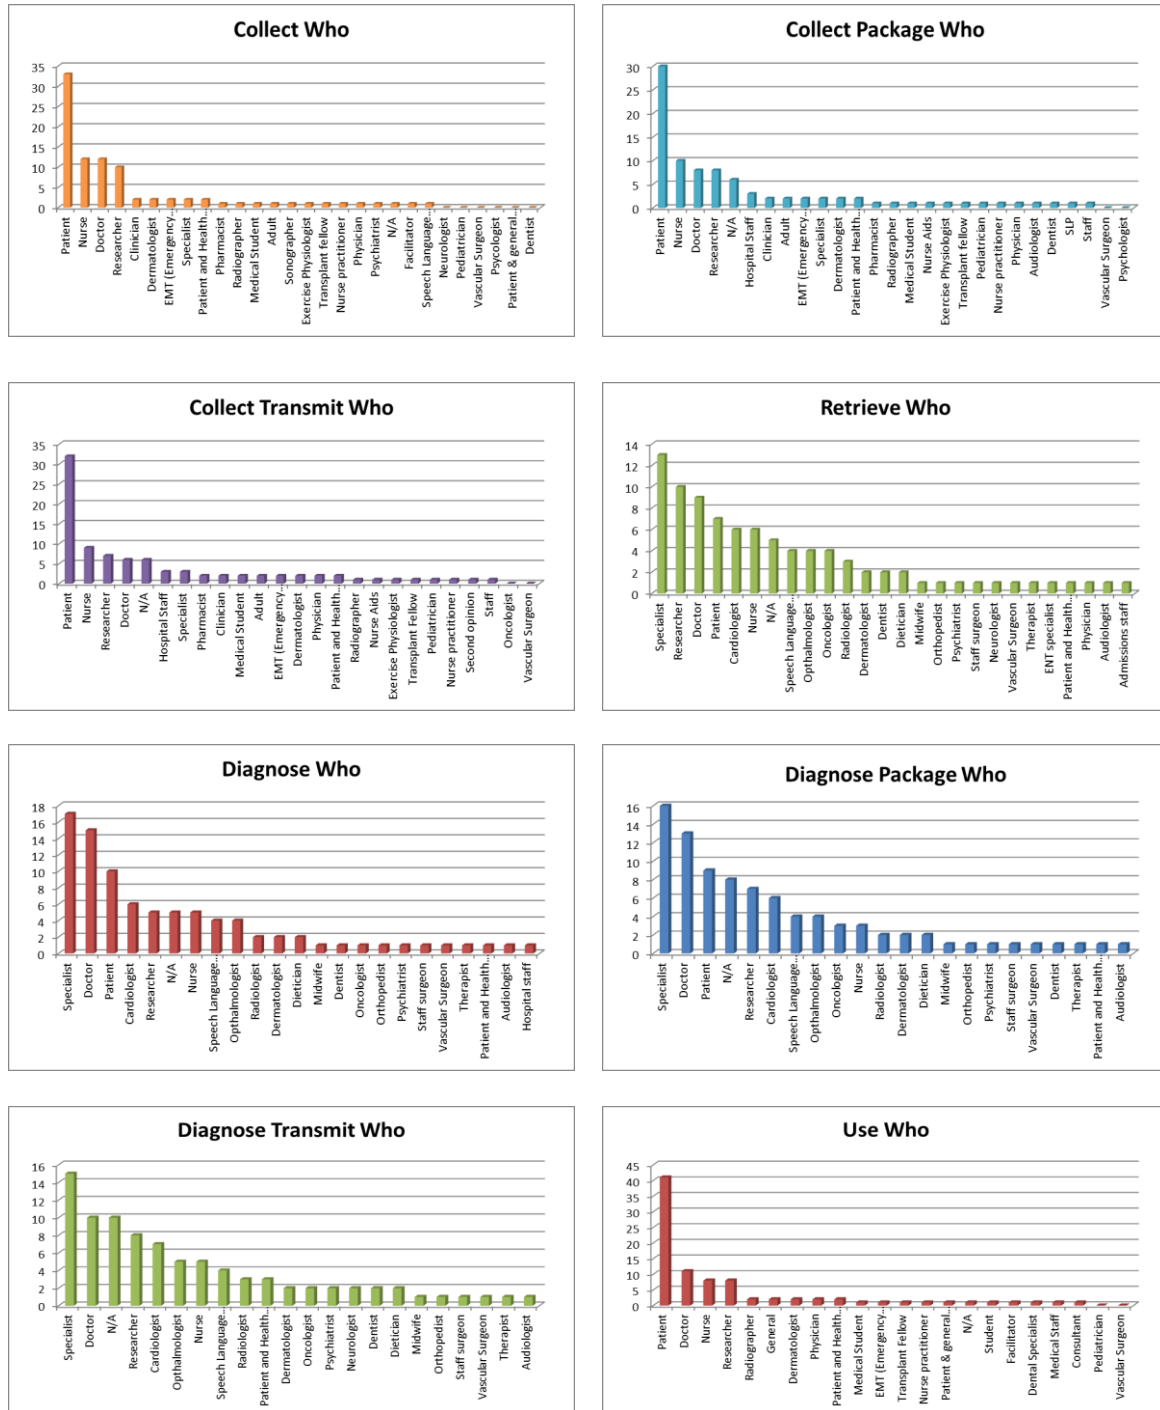 Collect Who
35
30
25
20
15
10
5
0
Patient
Nurse
Doctor
Researcher
Clinician
Dermatologist
EMT (Emergency...
Specialist
Patient and Health...
Pharmacist
Radiographer
Medical Student
Adult
Sonographer
Exercise Physiologist
Transplant fellow
Nurse practitioner
Physician
Psychiatrist
N/A
Facilitator
Speech Language...
Neurologist
Pediatrician
Vascular Surgeon
Psycologist
Patient & general...
Dentist
Collect Package Who
30
25
20
15
10
5
0
Patient
Nurse
Doctor
Researcher
N/A
Hospital Staff
Clinician
Adult
EMT (Emergency...
Specialist
Dermatologist
Patient and Health...
Pharmacist
Radiographer
Medical Student
Nurse Aids
Exercise Physiologist
Transplant fellow
Pediatrician
Nurse practitioner
Physician
Audiologist
Dentist
SLP
Staff
Vascular Surgeon
Psychologist
Collect Transmit Who
35
30
25
20
15
10
5
0
Patient
Nurse
Researcher
Doctor
N/A
Hospital Staff
Specialist
Pharmacist
Clinician
Medical Student
Adult
EMT (Emergency...
Dermatologist
Physician
Patient and Health...
Radiographer
Nurse Aids
Exercise Physiologist
Transplant Fellow
Pediatrician
Nurse practitioner
Second opinion
Staff
Oncologist
Vascular Surgeon
Retrieve Who
14
12
10
8
6
4
2
0
Specialist
Researcher
Doctor
Patient
Cardiologist
Nurse
N/A
Speech Language...
Opthalmologist
Oncologist
Radiologist
Dermatologist
Dentist
Dietician
Midwife
Orthopedist
Psychiatrist
Staff surgeon
Neurologist
Vascular Surgeon
Therapist
ENT specialist
Patient and Health...
Physician
Audiologist
Admissions staff
Diagnose Who
18
16
14
12
10
8
6
4
2
0
Specialist
Doctor
Patient
Cardiologist
Researcher
N/A
Nurse
Speech Language...
Opthalmologist
Radiologist
Dermatologist
Dietician
Midwife
Dentist
Oncologist
Orthopedist
Psychiatrist
Staff surgeon
Vascular Surgeon
Therapist
Patient and Health...
Audiologist
Hospital staff
Diagnose Package Who
16
14
12
10
8
6
4
2
0
Specialist
Doctor
Patient
N/A
Researcher
Cardiologist
Speech Language...
Opthalmologist
Oncologist
Nurse
Radiologist
Dermatologist
Dietician
Midwife
Orthopedist
Psychiatrist
Staff surgeon
Vascular Surgeon
Dentist
Therapist
Patient and Health...
Audiologist
Diagnose Transmit Who
16
14
12
10
8
6
4
2
0
Specialist
Doctor
N/A
Researcher
Cardiologist
Opthalmologist
Nurse
Speech Language...
Radiologist
Patient and Health...
Dermatologist
Oncologist
Psychiatrist
Neurologist
Dentist
Dietician
Midwife
Orthopedist
Staff surgeon
Vascular Surgeon
Therapist
Audiologist
Use Who
45
40
35
30
25
20
15
10
5
0
Patient
Doctor
Nurse
Researcher
Radiographer
General
Dermatologist
Physician
Patient and Health...
Medical Student
EMT (Emergency...
Transplant Fellow
Nurse practitioner
Patient & general...
N/A
Student
Facilitator
Dental Specialist
Medical Staff
Consultant
Pediatrician
Vascular Surgeon